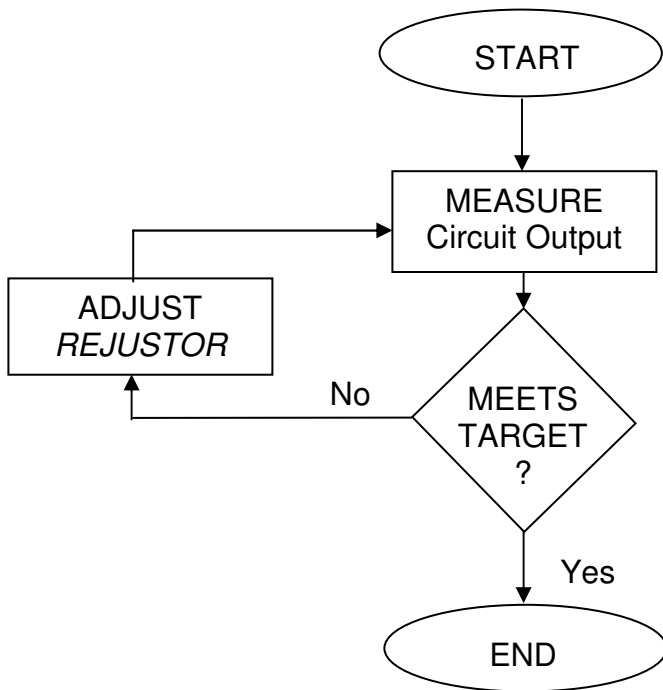 START
MEASURE
Circuit Output
ADJUST
REJUSTOR
No
MEETS
TARGET
?
Yes
END